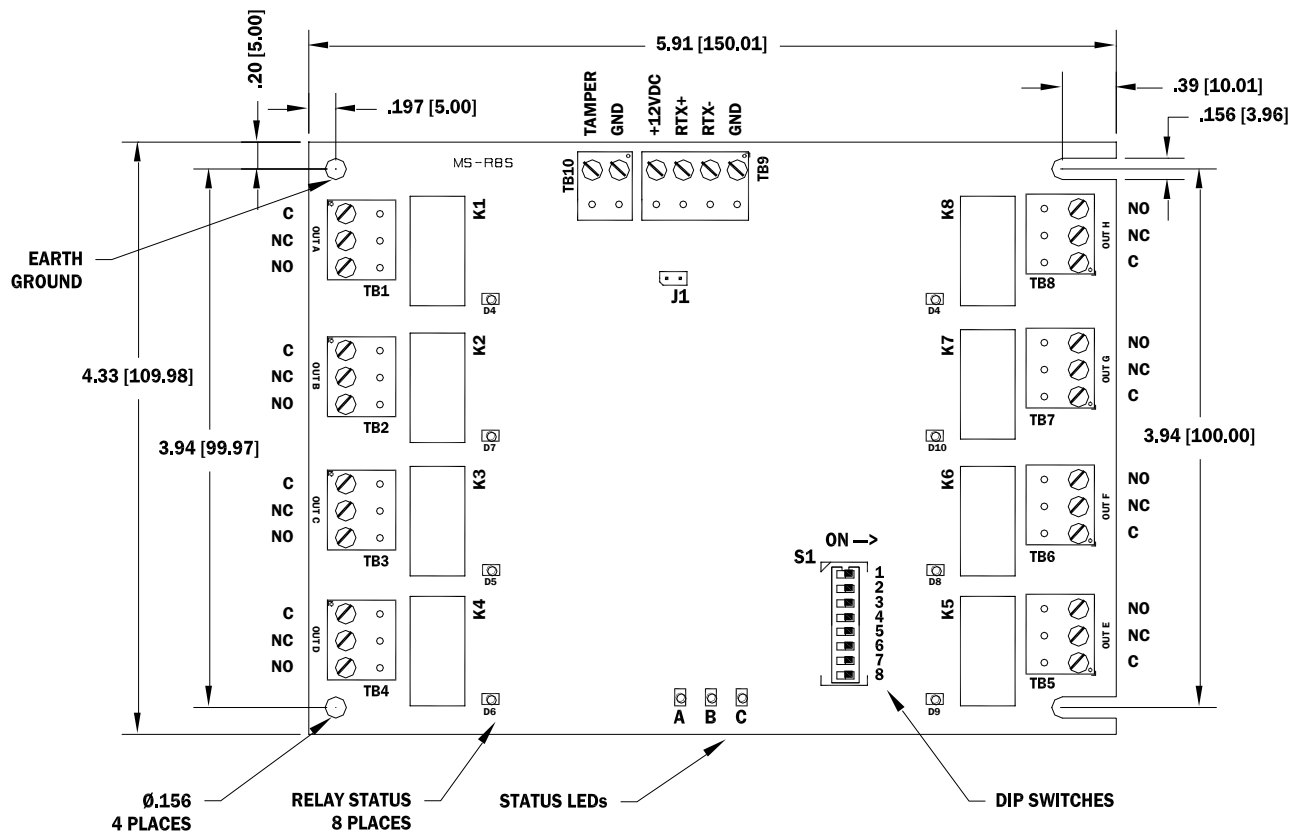 5.91 [150.01]
.20 [5.00]
.197 [5.00]
.39 [10.01]
.156 [3.96]
TAMPER
GND
+12VDC
RTX+
RTX-
GND
MS-R8S
TB10
TB9
EARTH
GROUND
C
NC
NO
OUT A
TB1
K1
D4
J1
K8
D4
OUT H
TB8
NO
NC
C
4.33 [109.98]
3.94 [99.97]
C
NC
NO
OUT B
TB2
K2
D7
K7
D10
OUT G
TB7
NO
NC
C
3.94 [100.00]
C
NC
NO
OUT C
TB3
K3
D5
K6
D8
OUT F
TB6
NO
NC
C
ON —>
S1
1
2
3
4
5
6
7
8
C
NC
NO
OUT D
TB4
K4
D6
K5
D9
OUT E
TB5
NO
NC
C
A B C
Ø.156
4 PLACES
RELAY STATUS
8 PLACES
STATUS LEDs
DIP SWITCHES